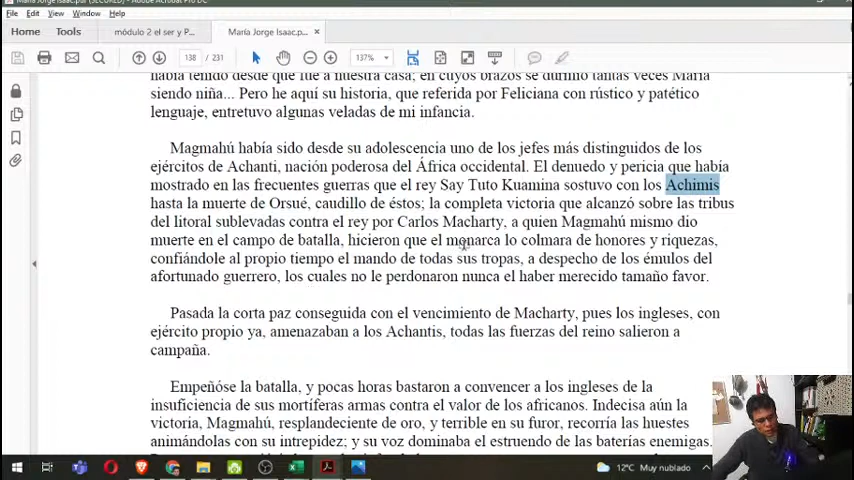 File Edit View Window Help
Home Tools módulo 2 el ser y P... María Jorge Isaac.pdf ×
138 / 231 137%
había tenido desde que fue a nuestra casa; en cuyos brazos se durmió tantas veces María
siendo niña... Pero he aquí su historia, que referida por Feliciana con rústico y patético
lenguaje, entretuvo algunas veladas de mi infancia.
Magmahú había sido desde su adolescencia uno de los jefes más distinguidos de los
ejércitos de Achanti, nación poderosa del África occidental. El denuedo y pericia que había
mostrado en las frecuentes guerras que el rey Say Tuto Kuamina sostuvo con los Achimis
hasta la muerte de Orsué, caudillo de éstos; la completa victoria que alcanzó sobre las tribus
del litoral sublevadas contra el rey por Carlos Macharty, a quien Magmahú mismo dio
muerte en el campo de batalla, hicieron que el monarca lo colmara de honores y riquezas,
confiándole al propio tiempo el mando de todas sus tropas, a despecho de los émulos del
afortunado guerrero, los cuales no le perdonaron nunca el haber merecido tamaño favor.
Pasada la corta paz conseguida con el vencimiento de Macharty, pues los ingleses, con
ejército propio ya, amenazaban a los Achantis, todas las fuerzas del reino salieron a
campaña.
Empeñóse la batalla, y pocas horas bastaron a convencer a los ingleses de la
insuficiencia de sus mortíferas armas contra el valor de los africanos. Indecisa aún la
victoria, Magmahú, resplandeciente de oro, y terrible en su furor, recorría las huestes
animándolas con su intrepidez; y su voz dominaba el estruendo de las baterías enemigas.
12°C Muy nublado